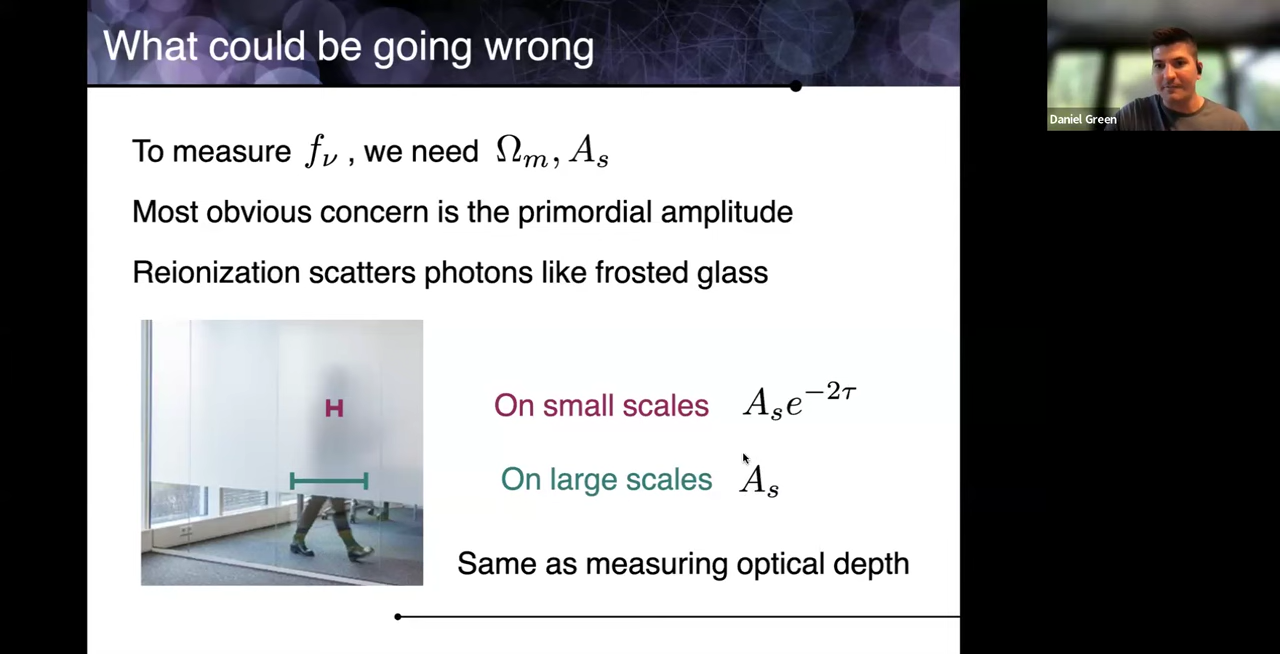 What could be going wrong
Daniel Green
To measure f_ν , we need Ω_m, A_s
Most obvious concern is the primordial amplitude
Reionization scatters photons like frosted glass
H
On small scales A_s e^{−2τ}
On large scales A_s
Same as measuring optical depth